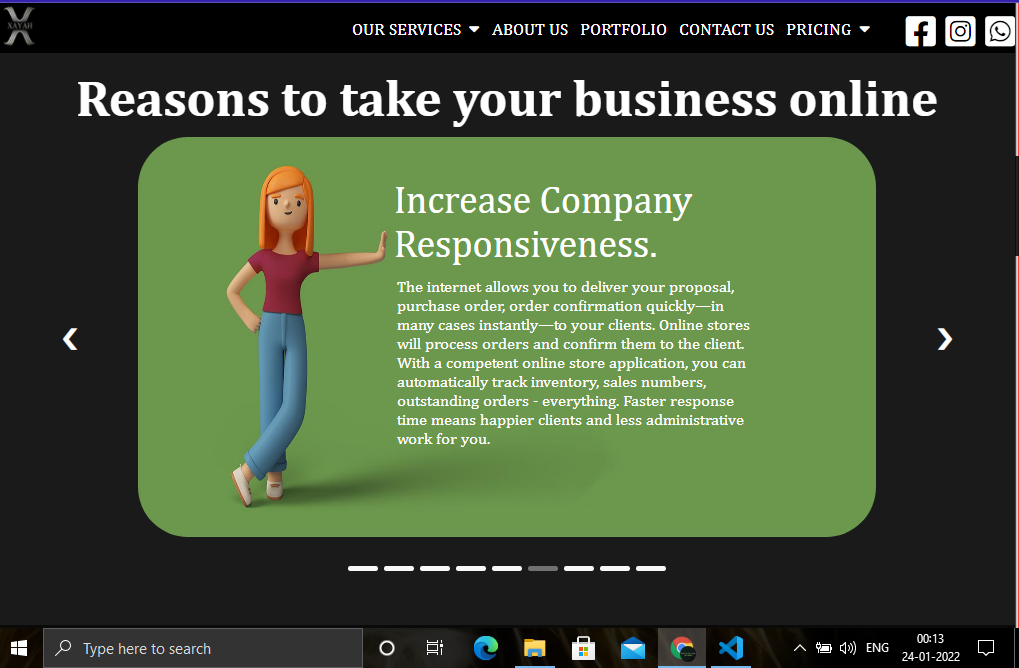 XAYAH
OUR SERVICES ABOUT US PORTFOLIO CONTACT US PRICING
Reasons to take your business online
Increase Company
Responsiveness.
The internet allows you to deliver your proposal,
purchase order, order confirmation quickly—in
many cases instantly—to your clients. Online stores
will process orders and confirm them to the client.
With a competent online store application, you can
automatically track inventory, sales numbers,
outstanding orders - everything. Faster response
time means happier clients and less administrative
work for you.
Type here to search
ENG
00:13
24-01-2022